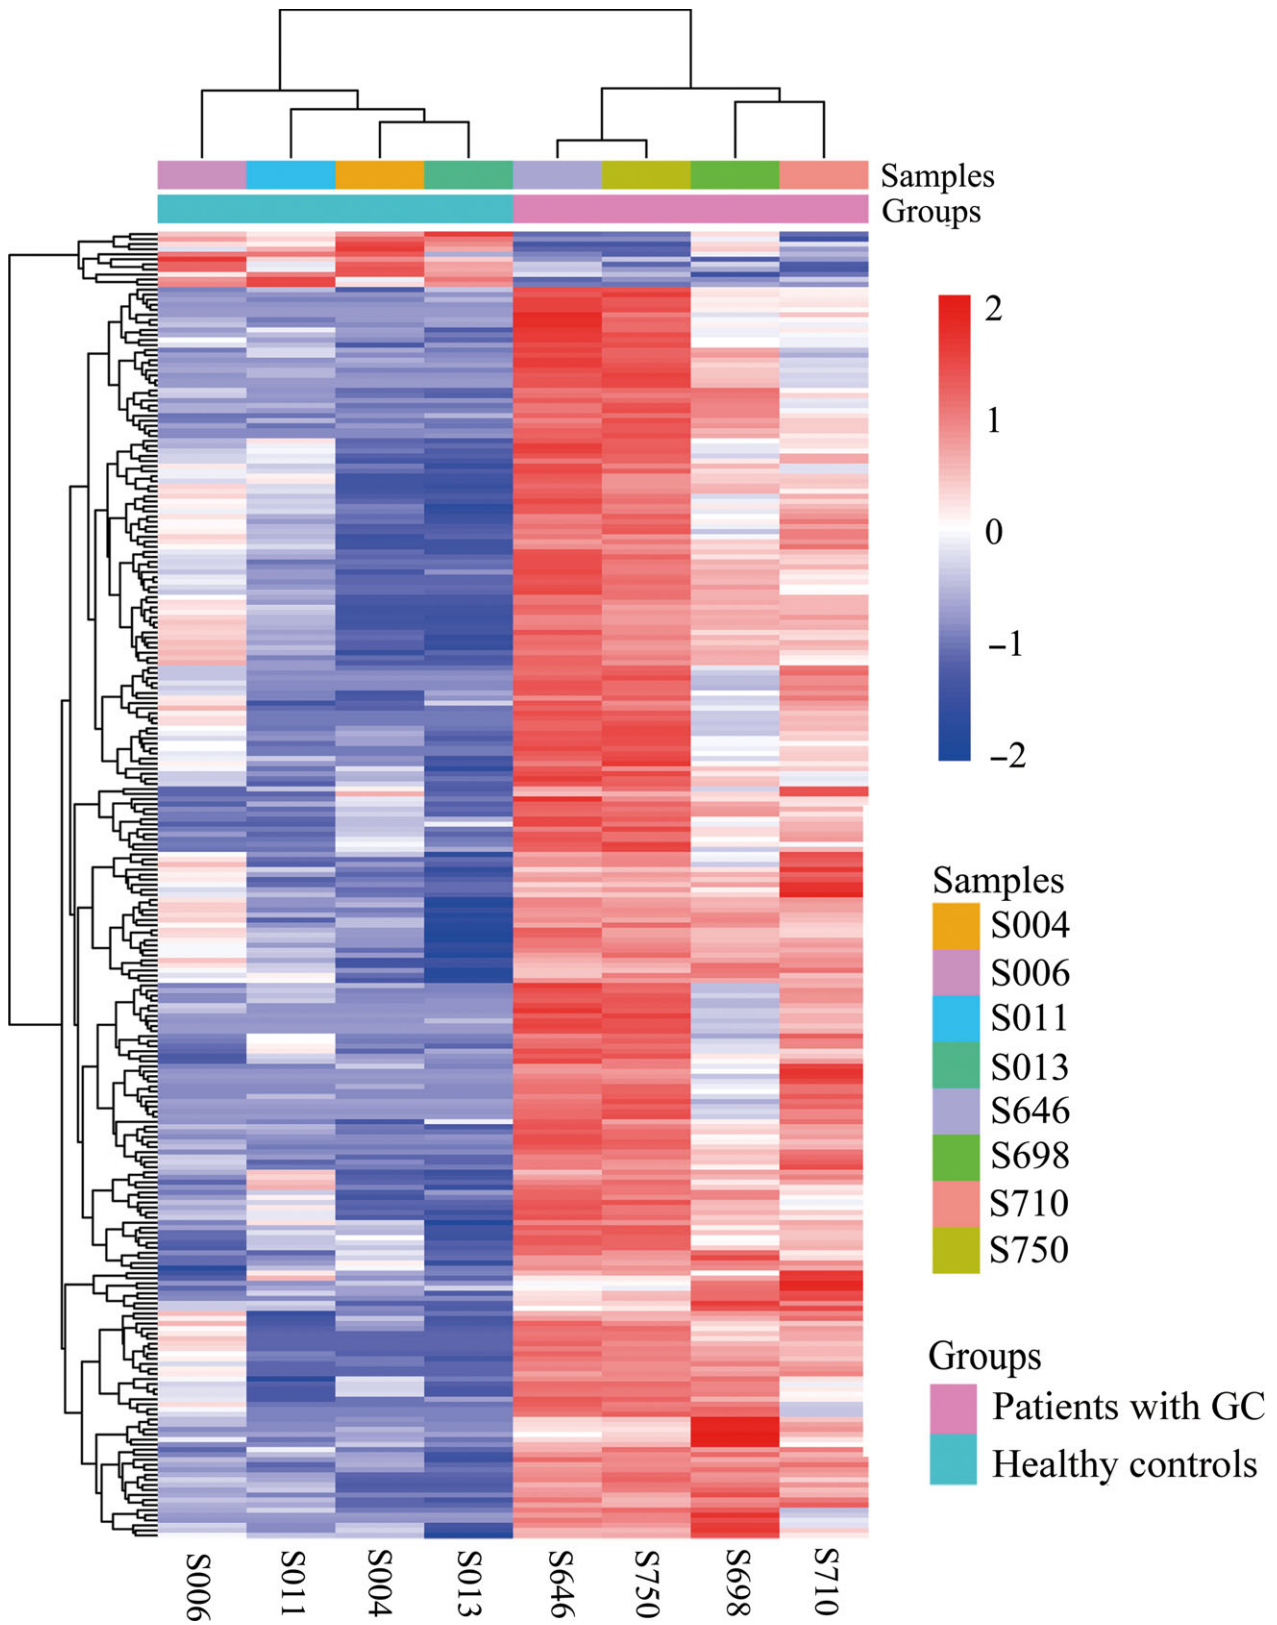 Samples
Groups
2
1
0
−1
−2
Samples
S004
S006
S011
S013
S646
S698
S710
S750
Groups
Patients with GC
Healthy controls
S006
S011
S004
S013
S646
S750
S698
S710